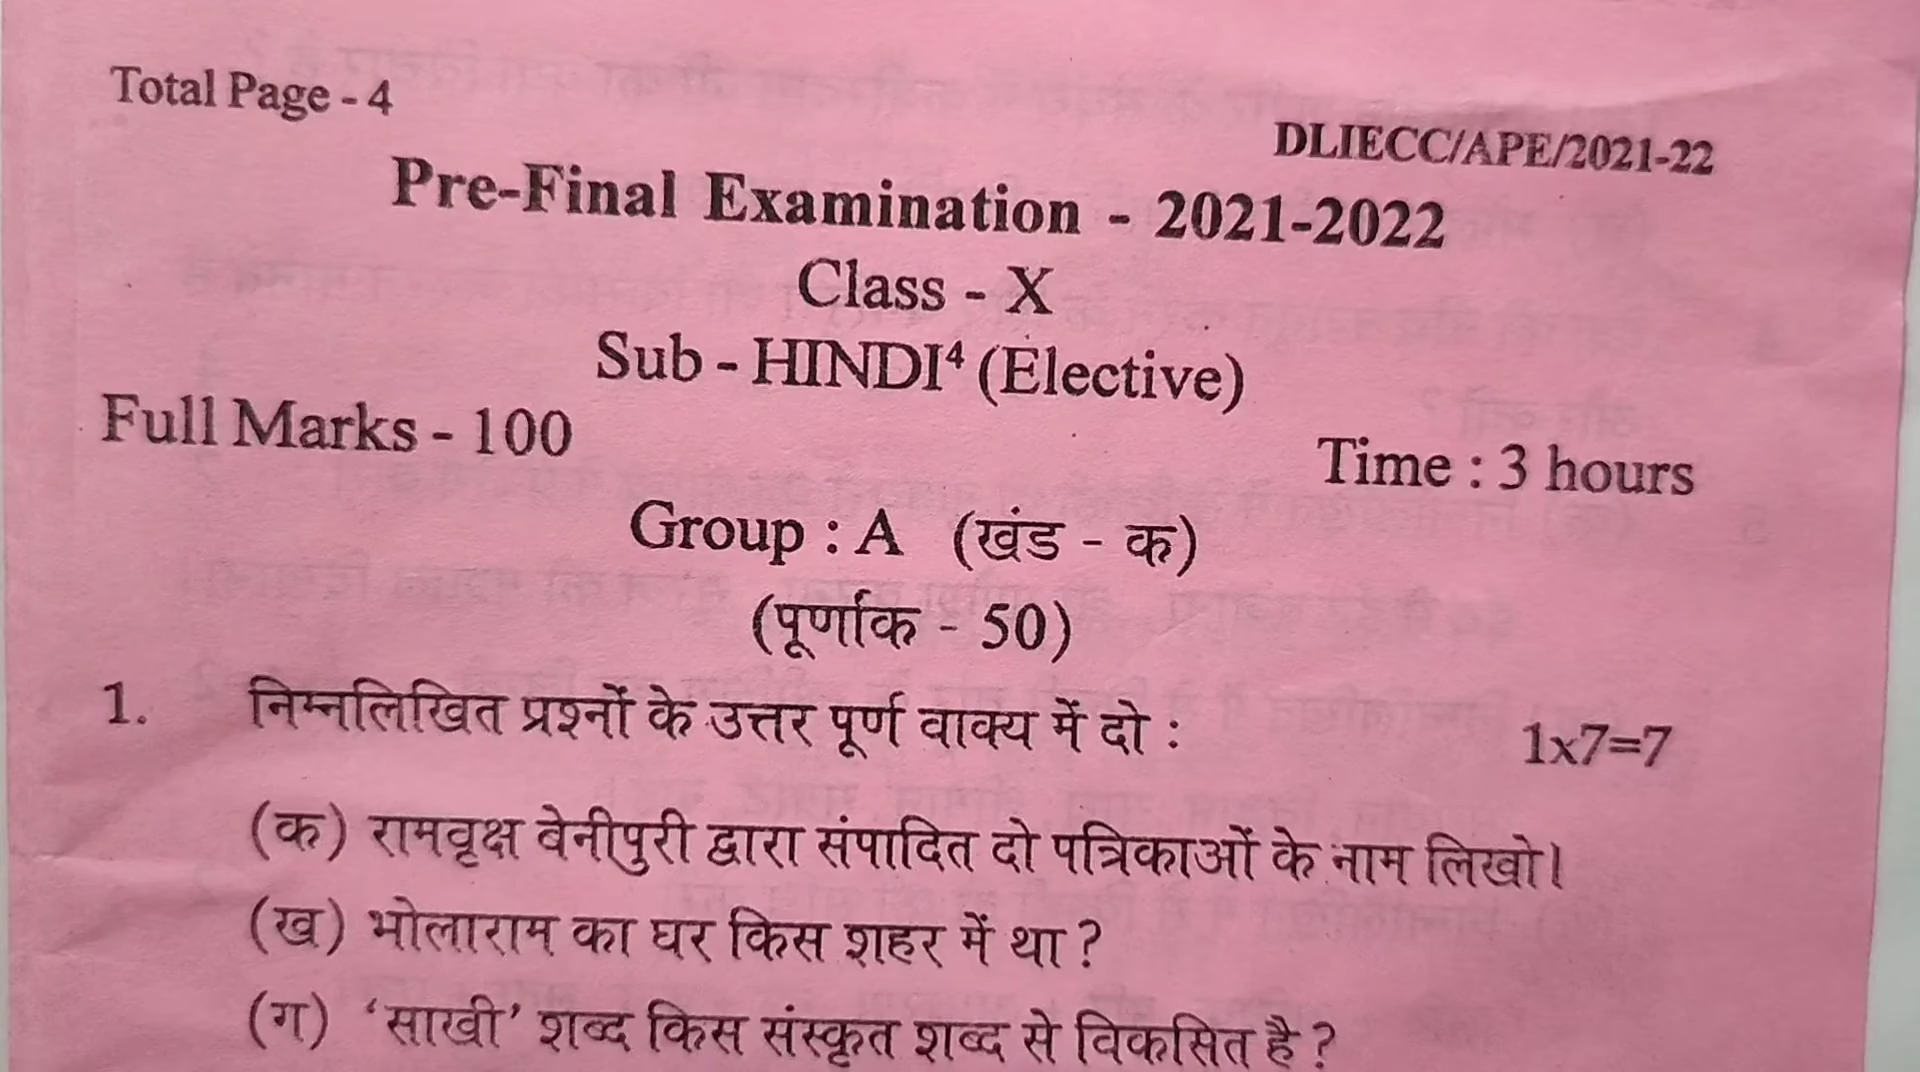 Total Page - 4
DLIECC/APE/2021-22
Pre-Final Examination - 2021-2022
Class - X
Sub - HINDI⁴ (Elective)
Full Marks - 100
Time : 3 hours
Group : A (खंड - क)
(पूर्णांक - 50)
1. निम्नलिखित प्रश्नों के उत्तर पूर्ण वाक्य में दो : 1x7=7
(क) रामवृक्ष बेनीपुरी द्वारा संपादित दो पत्रिकाओं के नाम लिखो।
(ख) भोलाराम का घर किस शहर में था ?
(ग) ‘साखी’ शब्द किस संस्कृत शब्द से विकसित है ?